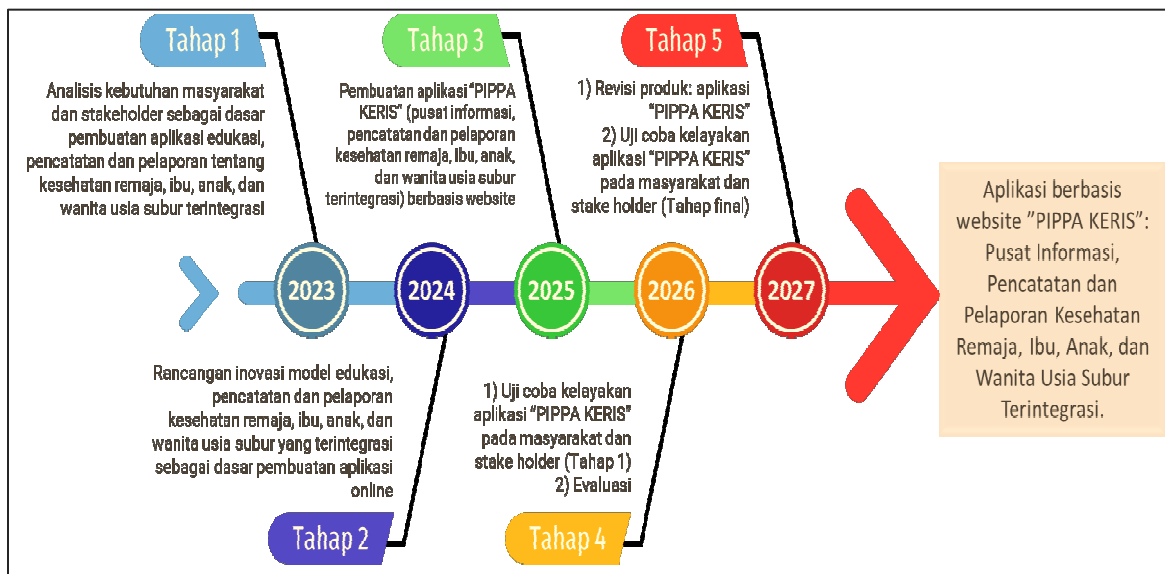 Tahap 1
Analisis kebutuhan masyarakat
dan stakeholder sebagai dasar
pembuatan aplikasi edukasi,
pencatatan dan pelaporan tentang
kesehatan remaja, ibu, anak, dan
wanita usia subur terintegrasi
Tahap 3
Pembuatan aplikasi “PIPPA
KERIS” (pusat informasi,
pencatatan dan pelaporan
kesehatan remaja, ibu, anak,
dan wanita usia subur
terintegrasi) berbasis website
Tahap 5
1) Revisi produk: aplikasi
“PIPPA KERIS”
2) Uji coba kelayakan
aplikasi “PIPPA KERIS”
pada masyarakat dan
stake holder (Tahap final)
2023
2024
2025
2026
2027
Rancangan inovasi model edukasi,
pencatatan dan pelaporan
kesehatan remaja, ibu, anak, dan
wanita usia subur yang terintegrasi
sebagai dasar pembuatan aplikasi
online
Tahap 2
1) Uji coba kelayakan
aplikasi “PIPPA KERIS”
pada masyarakat dan
stake holder (Tahap 1)
2) Evaluasi
Tahap 4
Aplikasi berbasis
website ”PIPPA KERIS”:
Pusat Informasi,
Pencatatan dan
Pelaporan Kesehatan
Remaja, Ibu, Anak, dan
Wanita Usia Subur
Terintegrasi.